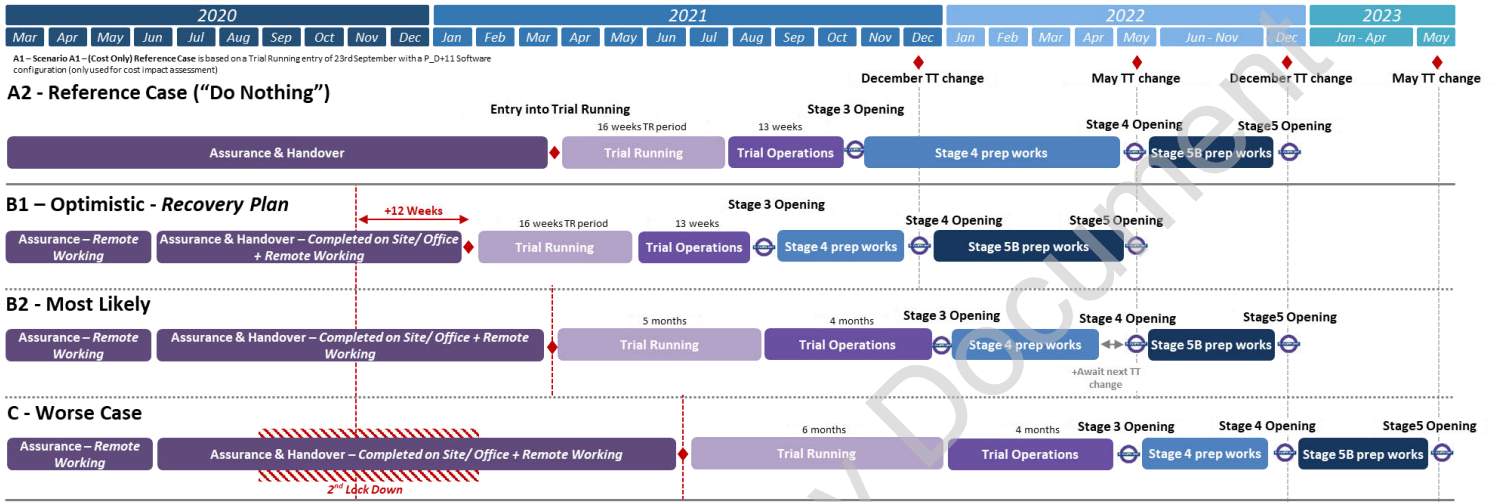 2020 2021 2022 2023
Mar Apr May Jun Jul Aug Sep Oct Nov Dec Jan Feb Mar Apr May Jun Jul Aug Sep Oct Nov Dec Jan Feb Mar Apr May Jun - Nov Dec Jan - Apr May
A1 – Scenario A1 – (Cost Only) Reference Case is based on a Trial Running entry of 23rd September with a P_D+11 Software
configuration (only used for cost impact assessment)
December TT change May TT change December TT change May TT change
A2 - Reference Case ("Do Nothing")
Entry into Trial Running Stage 3 Opening
Stage 4 Opening Stage5 Opening
16 weeks TR period 13 weeks
Assurance & Handover Trial Running Trial Operations Stage 4 prep works Stage 5B prep works
B1 – Optimistic - Recovery Plan
+12 Weeks
Stage 3 Opening
16 weeks TR period 13 weeks Stage 4 Opening Stage5 Opening
Assurance – Remote
Working
Assurance & Handover – Completed on Site/ Office
+ Remote Working
Trial Running Trial Operations Stage 4 prep works Stage 5B prep works
B2 - Most Likely
5 months 4 months Stage 3 Opening Stage 4 Opening Stage5 Opening
Assurance – Remote
Working
Assurance & Handover – Completed on Site/ Office + Remote
Working
Trial Running Trial Operations Stage 4 prep works Stage 5B prep works
+Await next TT
change
C - Worse Case
6 months 4 months Stage 3 Opening Stage 4 Opening Stage5 Opening
Assurance – Remote
Working
Assurance & Handover – Completed on Site/ Office + Remote Working
Trial Running Trial Operations Stage 4 prep works Stage 5B prep works
2nd Lock Down
y Document